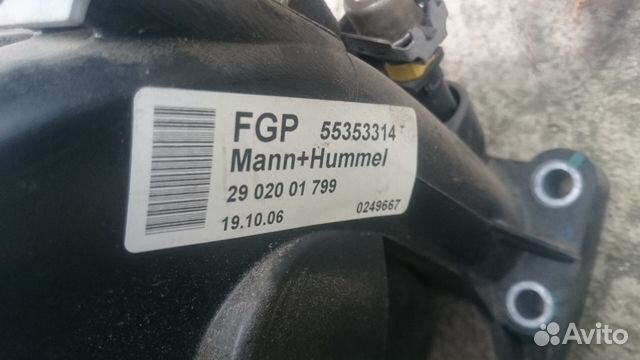 FGP 55353314
Mann+Hummel
29 020 01 799
19.10.06 0249667
Avito